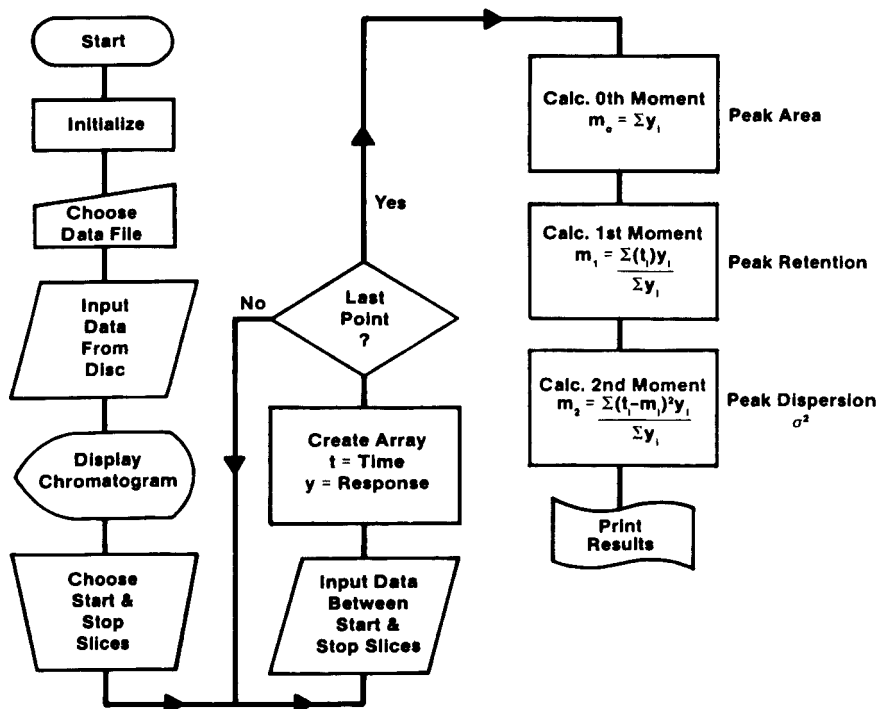 Start
Initialize
Choose
Data File
Input
Data
From
Disc
Display
Chromatogram
Choose
Start &
Stop
Slices
Input Data
Between
Start &
Stop Slices
Create Array
t = Time
y = Response
Last
Point
?
No
Yes
Calc. 0th Moment
mₒ = Σyᵢ
Peak Area
Calc. 1st Moment
m₁ = Σ(tᵢ)yᵢ
Σyᵢ
Peak Retention
Calc. 2nd Moment
m₂ = Σ(tᵢ–mᵢ)²yᵢ
Σyᵢ
Peak Dispersion
σ²
Print
Results